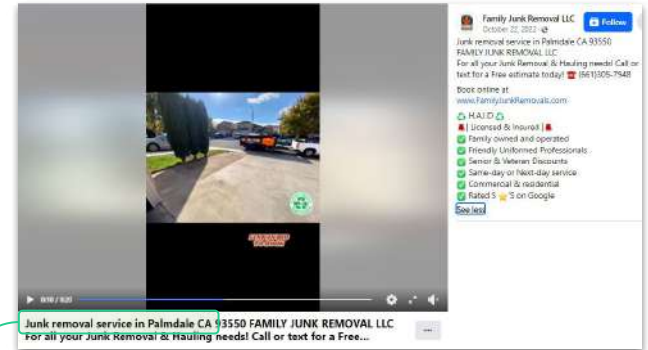 Family Junk Removal LLC
Follow
October 22, 2022
Junk removal service in Palmdale CA 93550
FAMILY JUNK REMOVAL LLC
For all your Junk Removal & Hauling needs! Call or
text for a Free estimate today! ☎ (661)305-7948
Book online at
www.FamilyJunkRemovals.com
♻ H.A.I.D ♻
| Licensed & Insured |
✅ Family owned and operated
✅ Friendly Uniformed Professionals
✅ Senior & Veteran Discounts
✅ Same-day or Next-day service
✅ Commercial & residential
✅ Rated 5 ⭐'S on Google
See less
Junk removal service in Palmdale CA 93550 FAMILY JUNK REMOVAL LLC
For all your Junk Removal & Hauling needs! Call or text for a Free...